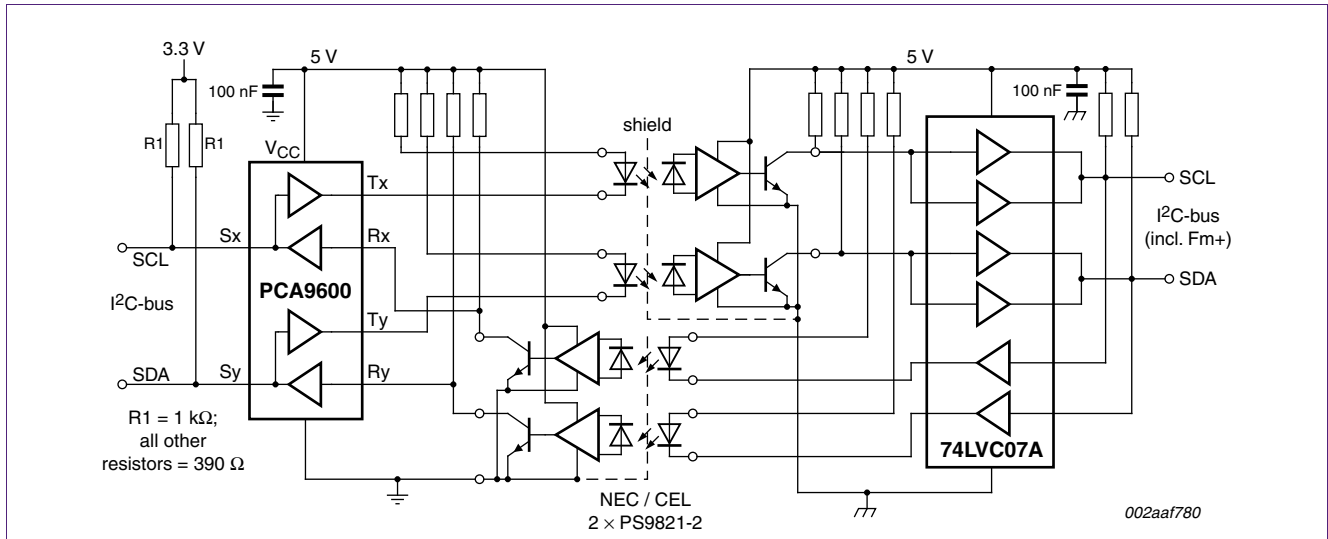 3.3 V
5 V
5 V
100 nF
100 nF
shield
R1
R1
VCC
Tx
SCL
Sx
Rx
SCL
I2C-bus
(incl. Fm+)
PCA9600
I2C-bus
SDA
Ty
SDA
Sy
Ry
R1 = 1 kΩ;
all other
resistors = 390 Ω
74LVC07A
NEC / CEL
2 × PS9821-2
002aaf780